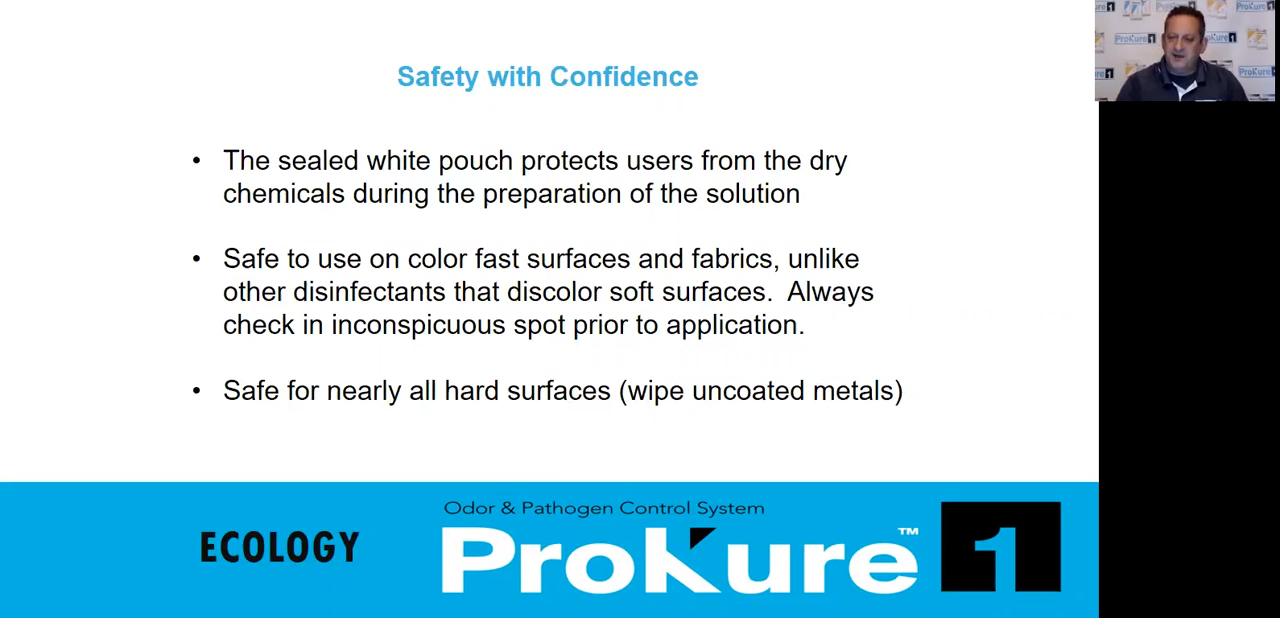 Safety with Confidence
• The sealed white pouch protects users from the dry
chemicals during the preparation of the solution
• Safe to use on color fast surfaces and fabrics, unlike
other disinfectants that discolor soft surfaces.  Always
check in inconspicuous spot prior to application.
• Safe for nearly all hard surfaces (wipe uncoated metals)
ECOLOGY
Odor & Pathogen Control System
ProKure™ 1
ProKure1
ProKure1
ProKure1